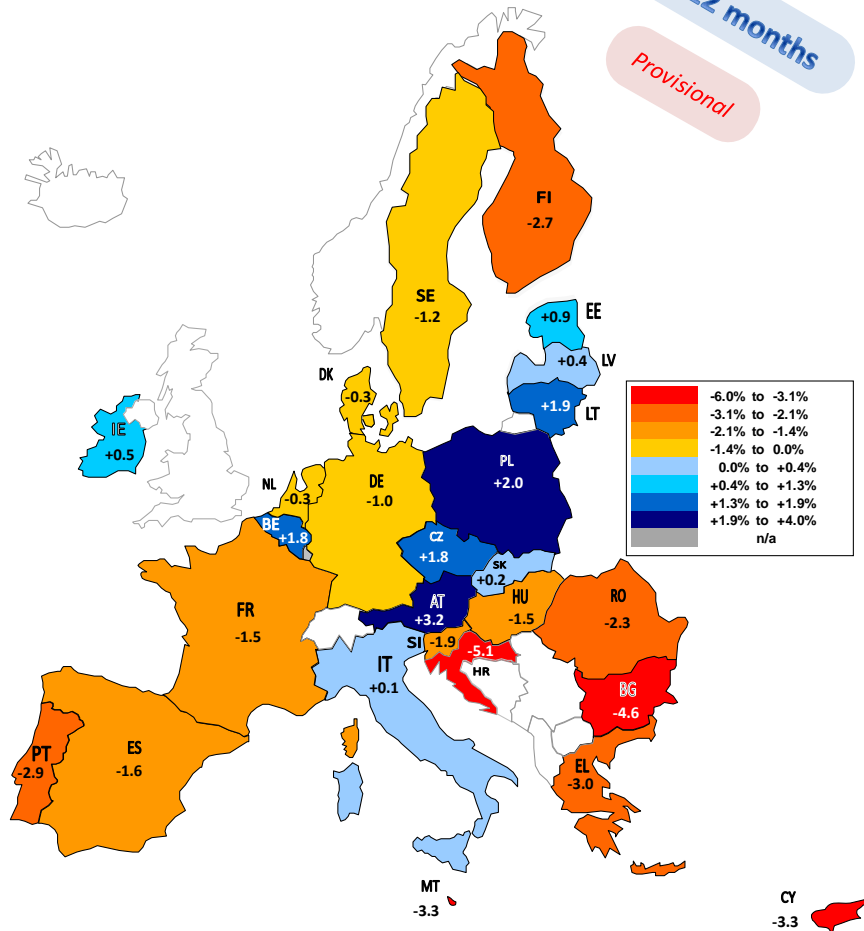 months
Provisional
FI
-2.7
SE
-1.2
EE
+0.9
LV
+0.4
LT
+1.9
DK
-0.3
IE
+0.5
NL
-0.3
DE
-1.0
PL
+2.0
BE
+1.8
CZ
+1.8
SK
+0.2
AT
+3.2
HU
-1.5
RO
-2.3
FR
-1.5
SI
-1.9
-5.1
HR
IT
+0.1
BG
-4.6
PT
-2.9
ES
-1.6
EL
-3.0
MT
-3.3
CY
-3.3
-6.0% to -3.1%
-3.1% to -2.1%
-2.1% to -1.4%
-1.4% to 0.0%
0.0% to +0.4%
+0.4% to +1.3%
+1.3% to +1.9%
+1.9% to +4.0%
n/a